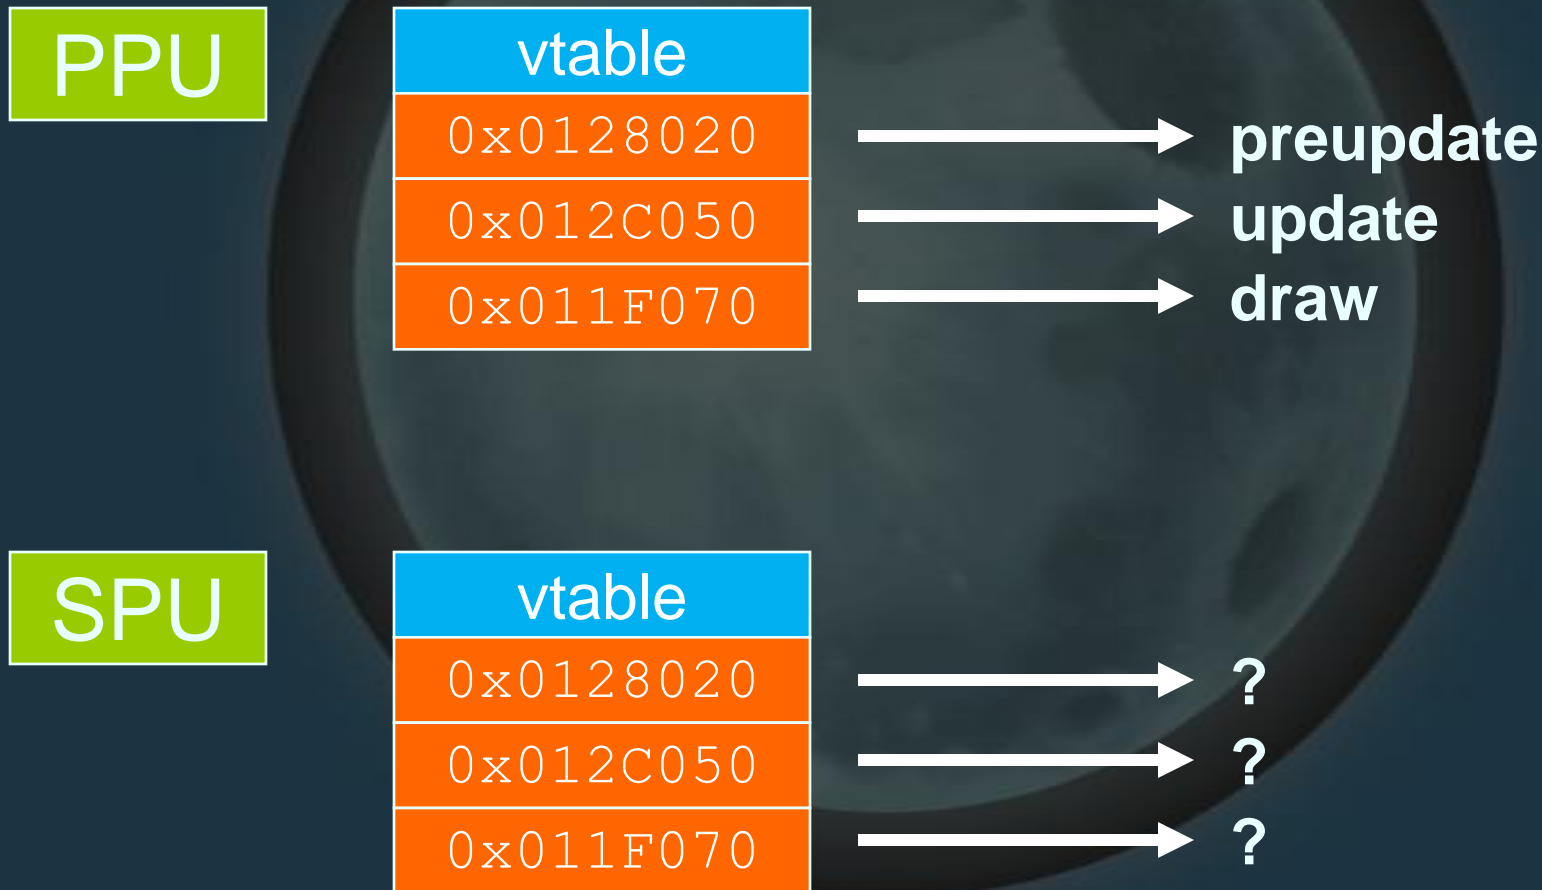 PPU
vtable
0x0128020
preupdate
0x012C050
update
0x011F070
draw
SPU
vtable
0x0128020
?
0x012C050
?
0x011F070
?